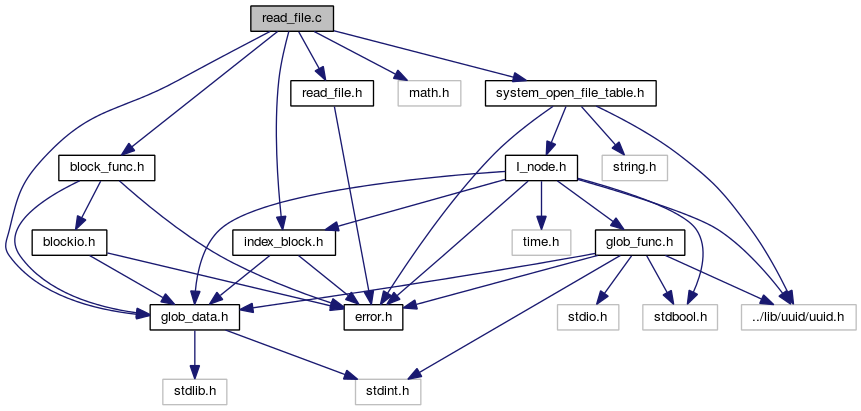 read_file.c
read_file.h
math.h
system_open_file_table.h
block_func.h
I_node.h
string.h
blockio.h
index_block.h
time.h
glob_func.h
glob_data.h
error.h
stdio.h
stdbool.h
../lib/uuid/uuid.h
stdlib.h
stdint.h